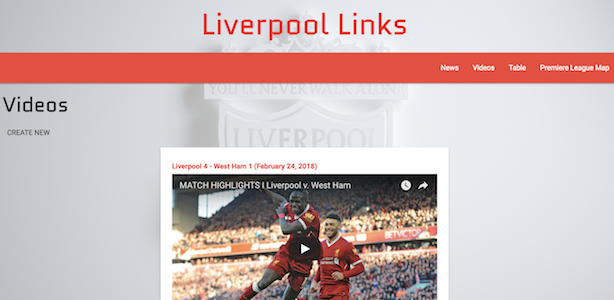 Liverpool Links
News Videos Table Premiere League Map
YOU'LL NEVER WALK ALONE
Videos
CREATE NEW
LIVERPOOL
Liverpool 4 - West Ham 1 (February 24, 2018)
MATCH HIGHLIGHTS I Liverpool v. West Ham
BETVICTOR